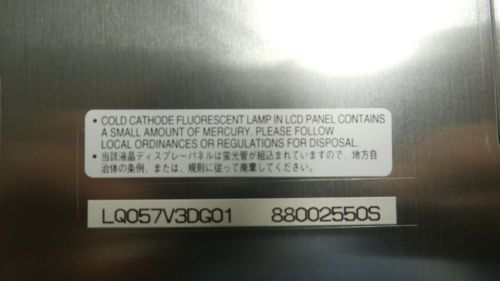 • COLD CATHODE FLUORESCENT LAMP IN LCD PANEL CONTAINS
A SMALL AMOUNT OF MERCURY. PLEASE FOLLOW
LOCAL ORDINANCES OR REGULATIONS FOR DISPOSAL.
• 当該液晶ディスプレーパネルは蛍光管が組込まれていますので、地方自
治体の条例、または、規則に従って廃棄してください。
LQ057V3DG01 88002550S